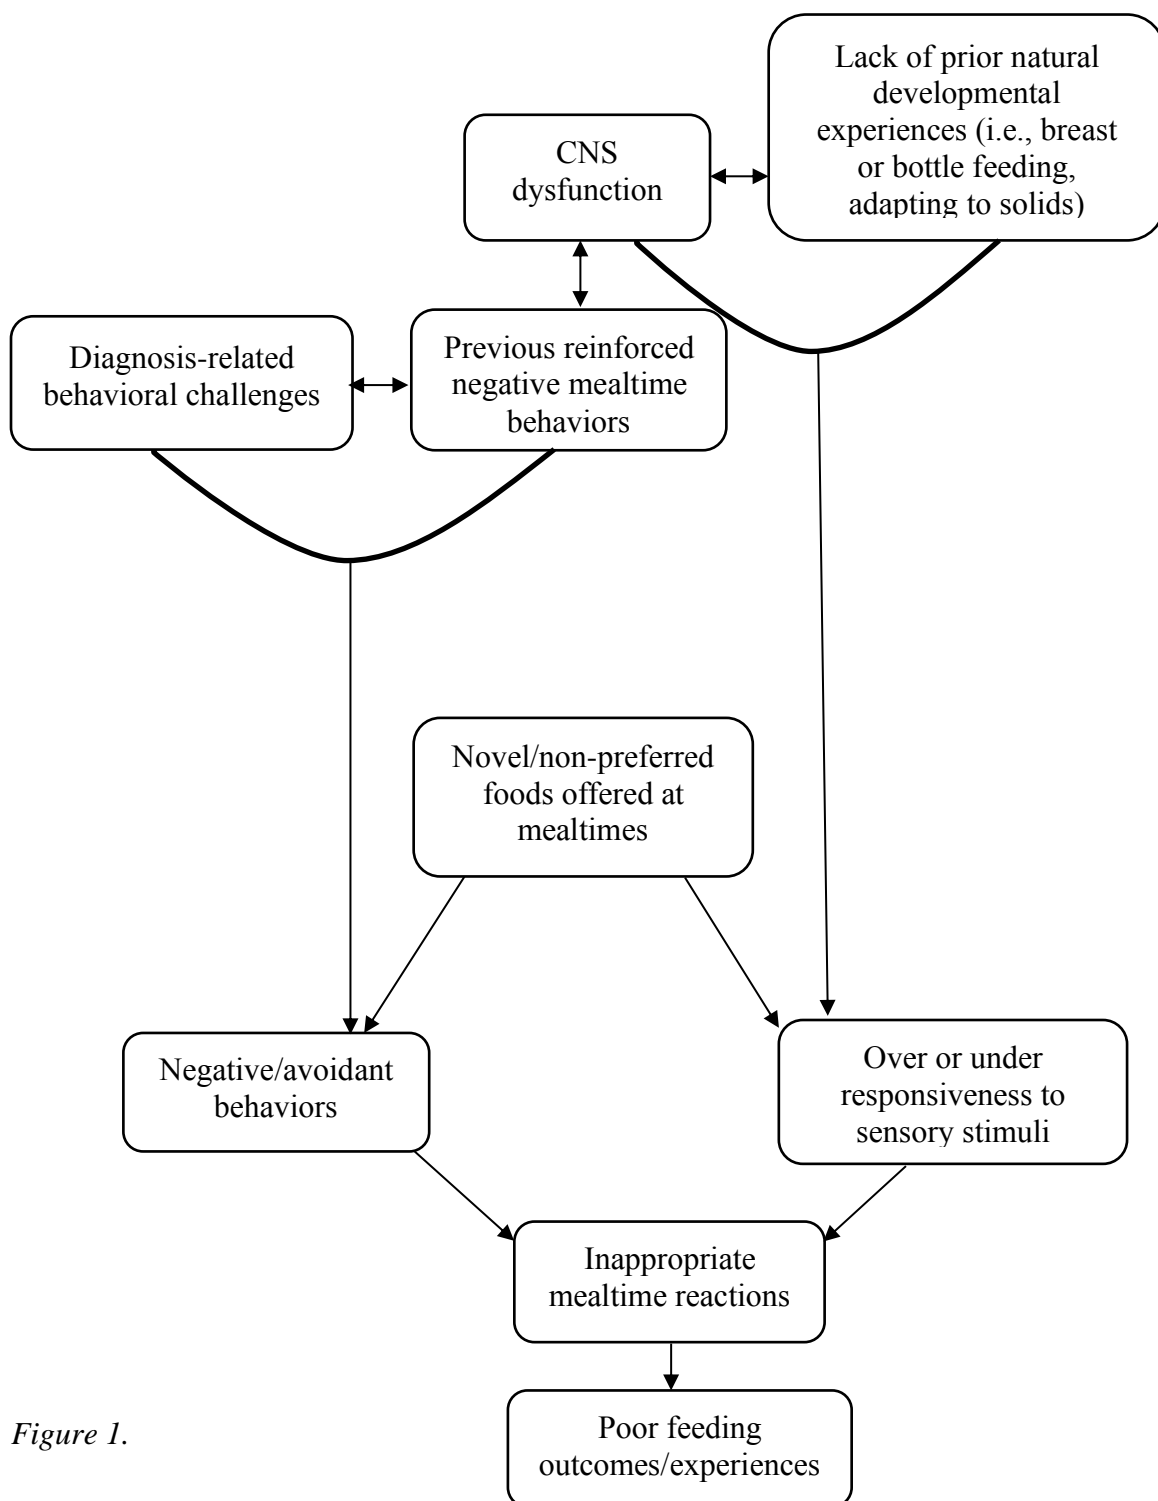 Lack of prior natural
developmental
experiences (i.e., breast
or bottle feeding,
adapting to solids)
CNS
dysfunction
Diagnosis-related
behavioral challenges
Previous reinforced
negative mealtime
behaviors
Novel/non-preferred
foods offered at
mealtimes
Negative/avoidant
behaviors
Over or under
responsiveness to
sensory stimuli
Inappropriate
mealtime reactions
Poor feeding
outcomes/experiences
Figure 1.